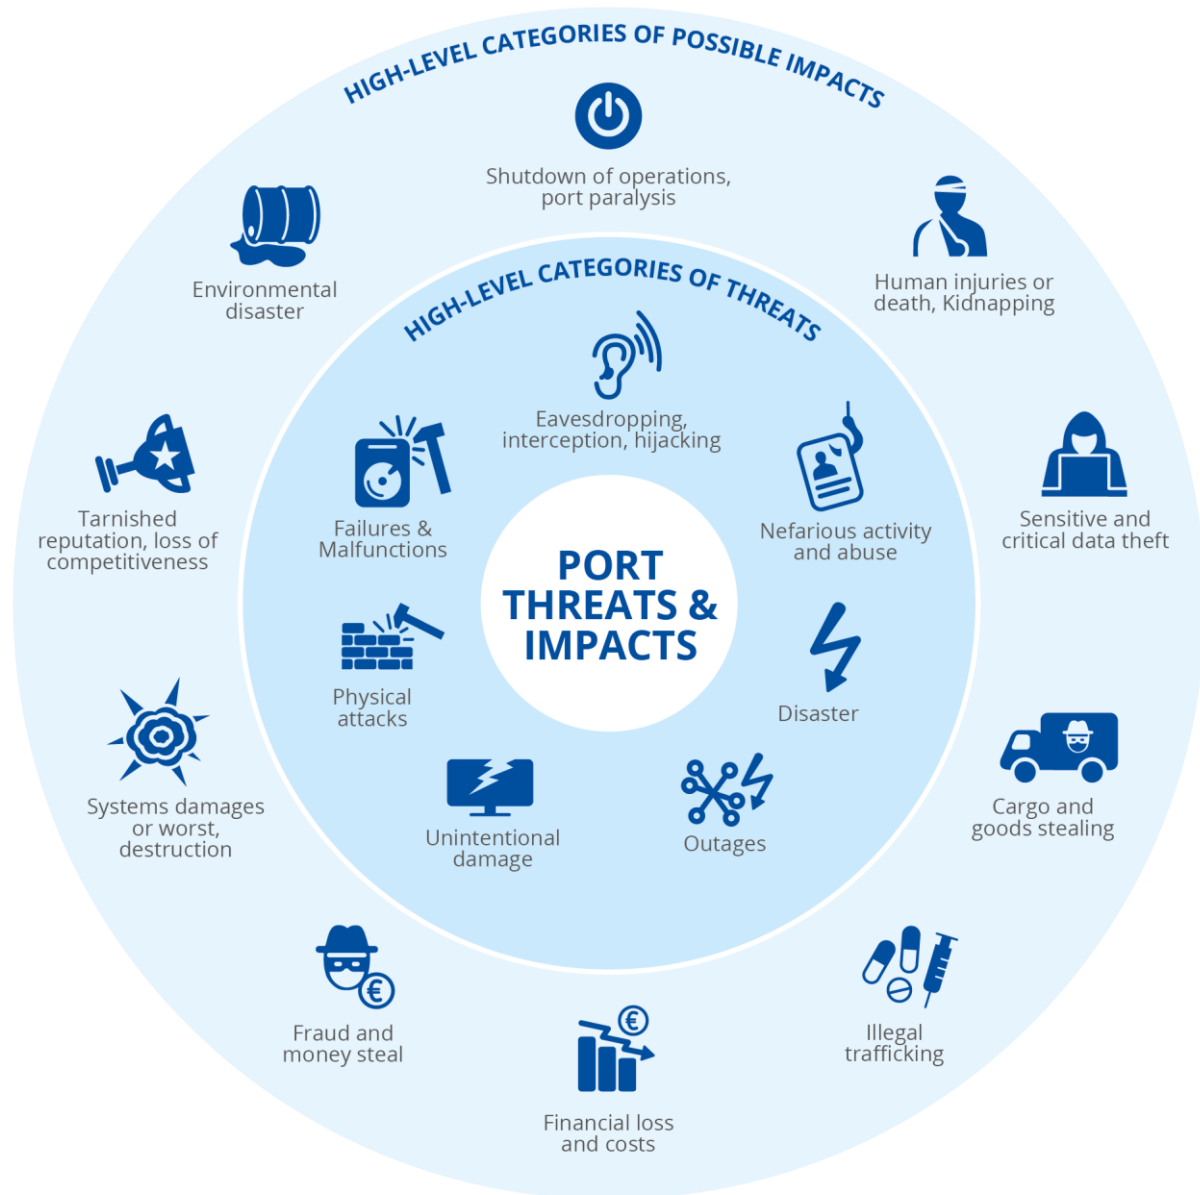 HIGH-LEVEL CATEGORIES OF POSSIBLE IMPACTS
Shutdown of operations,
port paralysis
Human injuries or
death, Kidnapping
Sensitive and
critical data theft
Cargo and
goods stealing
Illegal
trafficking
Financial loss
and costs
Fraud and
money steal
Systems damages
or worst,
destruction
Tarnished
reputation, loss of
competitiveness
Environmental
disaster
HIGH-LEVEL CATEGORIES OF THREATS
Eavesdropping,
interception, hijacking
Nefarious activity
and abuse
Disaster
Outages
Unintentional
damage
Physical
attacks
Failures &
Malfunctions
PORT
THREATS &
IMPACTS
€
€